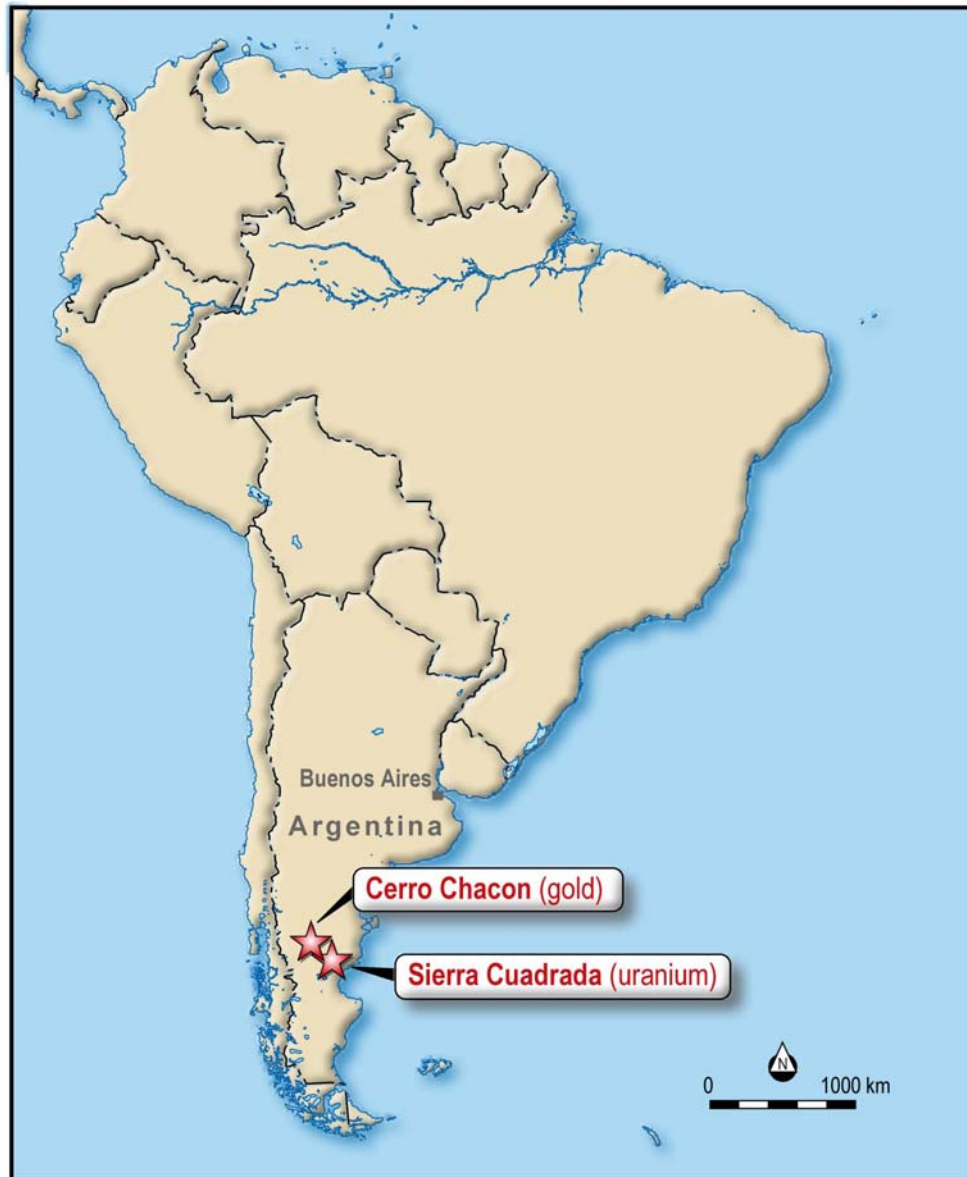 Buenos Aires
Argentina
Cerro Chacon (gold)
Sierra Cuadrada (uranium)
N
0 1000 km